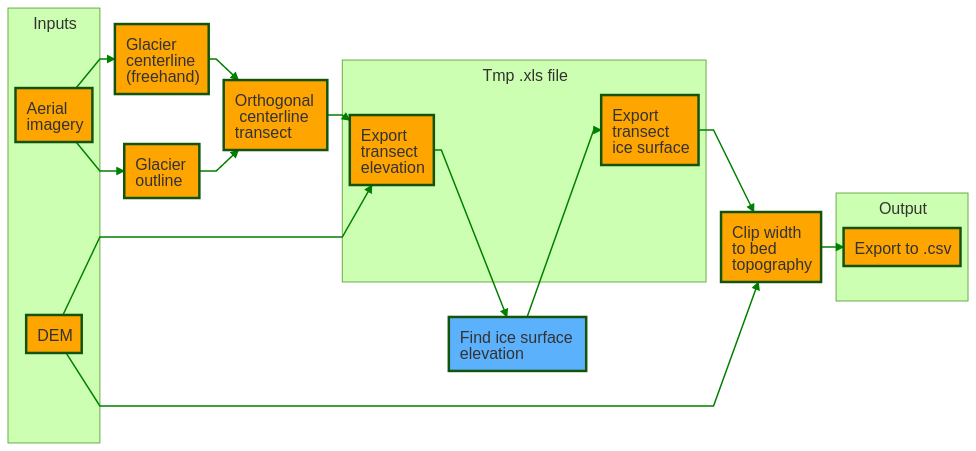 Inputs
Aerial
imagery
DEM
Glacier
centerline
(freehand)
Glacier
outline
Orthogonal
centerline
transect
Tmp .xls file
Export
transect
elevation
Export
transect
ice surface
Find ice surface
elevation
Clip width
to bed
topography
Output
Export to .csv